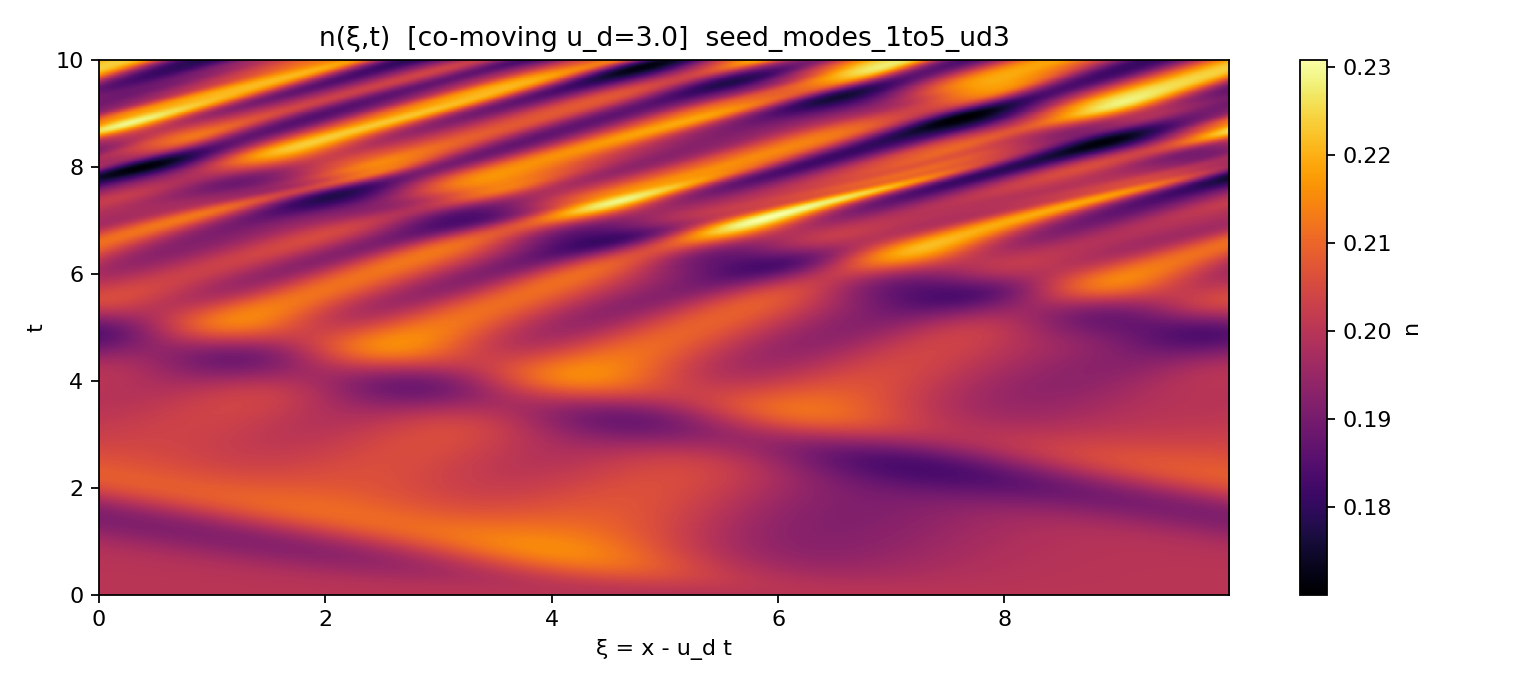 n(ξ,t)  [co-moving u_d=3.0]  seed_modes_1to5_ud3
10
8
6
4
2
0
t
0 2 4 6 8
ξ = x - u_d t
0.23
0.22
0.21
0.20
0.19
0.18
n